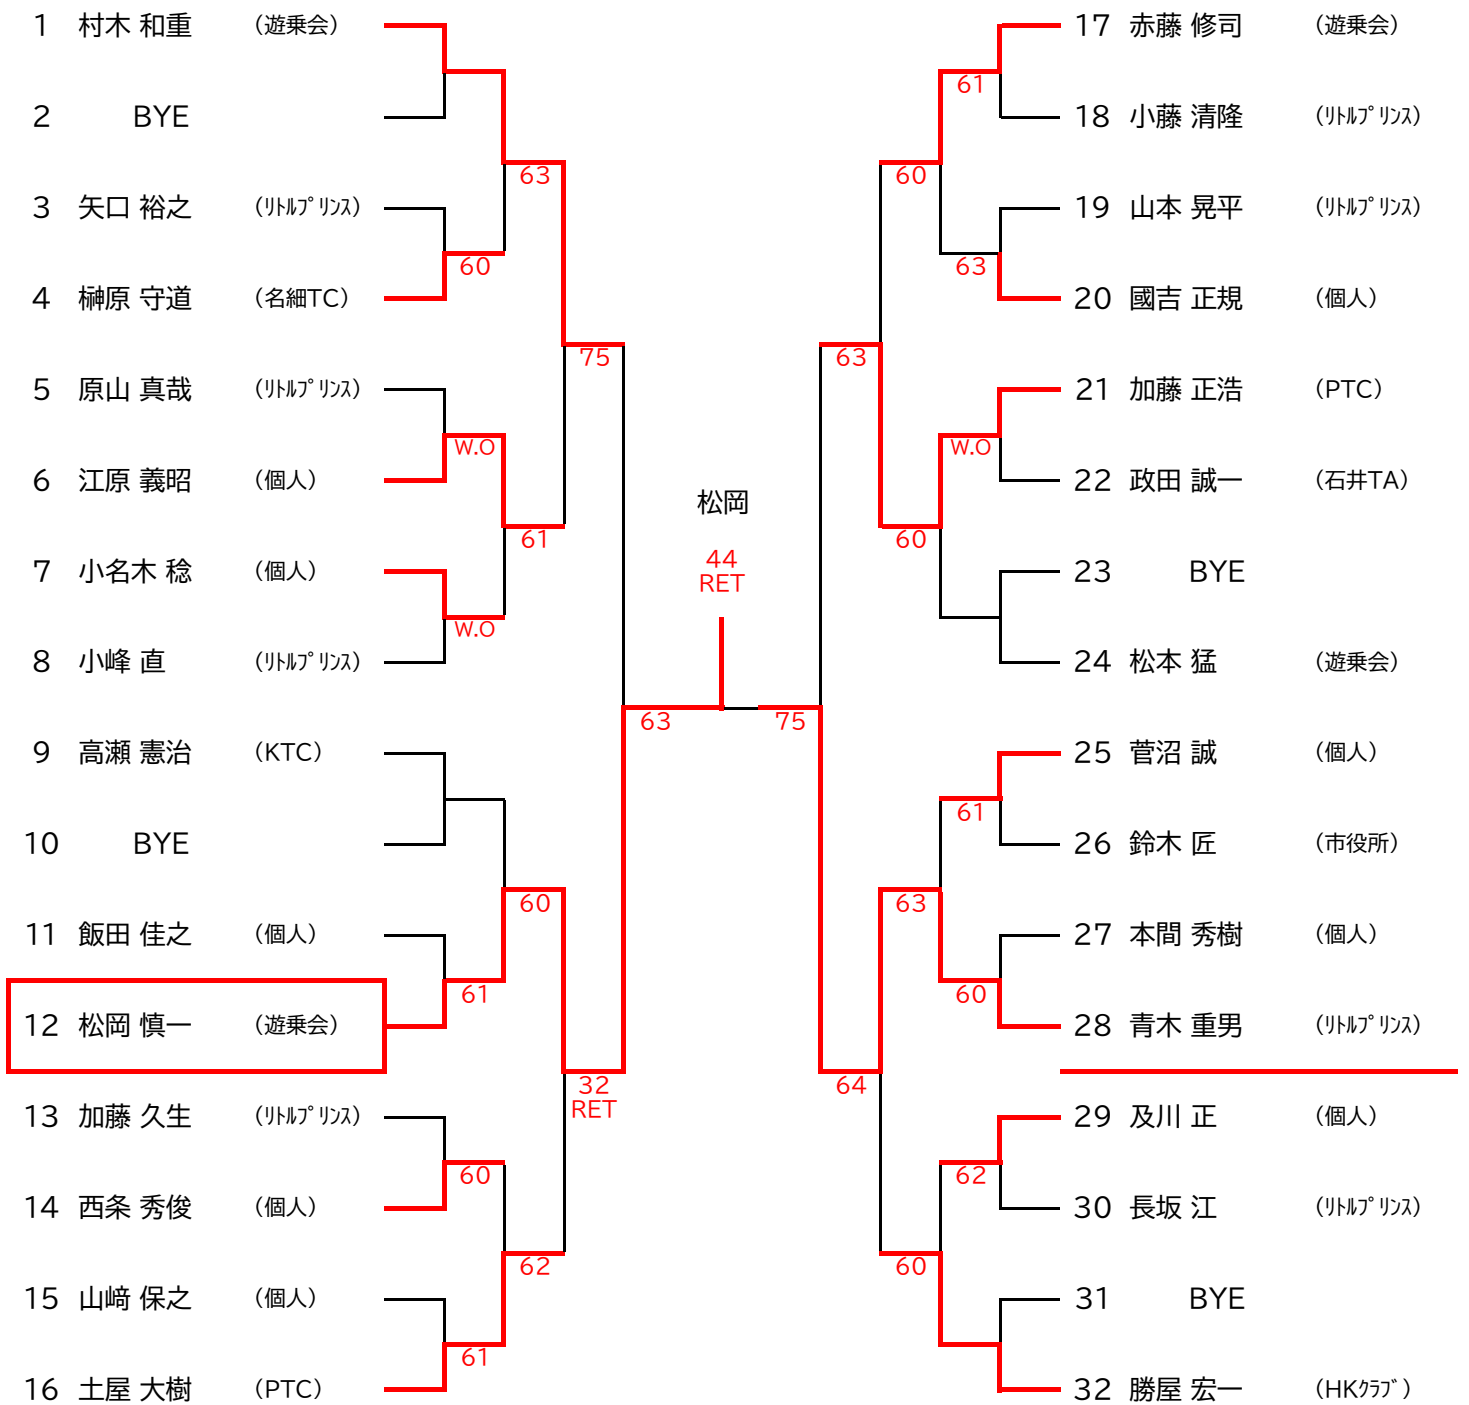 1 村木 和重 （遊乗会）
2 BYE
63
3 矢口 裕之 （ﾘﾄﾙﾌﾟﾘﾝｽ）
60
4 榊原 守道 （名細TC）
75
5 原山 真哉 （ﾘﾄﾙﾌﾟﾘﾝｽ）
W.O
6 江原 義昭 （個人）
61
7 小名木 稔 （個人）
W.O
8 小峰 直 （ﾘﾄﾙﾌﾟﾘﾝｽ）
63
9 高瀬 憲治 （KTC）
10 BYE
60
11 飯田 佳之 （個人）
61
12 松岡 慎一 （遊乗会）
32
RET
13 加藤 久生 （ﾘﾄﾙﾌﾟﾘﾝｽ）
60
14 西条 秀俊 （個人）
62
15 山﨑 保之 （個人）
61
16 土屋 大樹 （PTC）
松岡
44
RET
17 赤藤 修司 （遊乗会）
61
18 小藤 清隆 （ﾘﾄﾙﾌﾟﾘﾝｽ）
60
19 山本 晃平 （ﾘﾄﾙﾌﾟﾘﾝｽ）
63
20 國吉 正規 （個人）
63
21 加藤 正浩 （PTC）
W.O
22 政田 誠一 （石井TA）
60
23 BYE
24 松本 猛 （遊乗会）
75
25 菅沼 誠 （個人）
61
26 鈴木 匠 （市役所）
63
27 本間 秀樹 （個人）
60
28 青木 重男 （ﾘﾄﾙﾌﾟﾘﾝｽ）
64
29 及川 正 （個人）
62
30 長坂 江 （ﾘﾄﾙﾌﾟﾘﾝｽ）
60
31 BYE
32 勝屋 宏一 （HKｸﾗﾌﾞ）